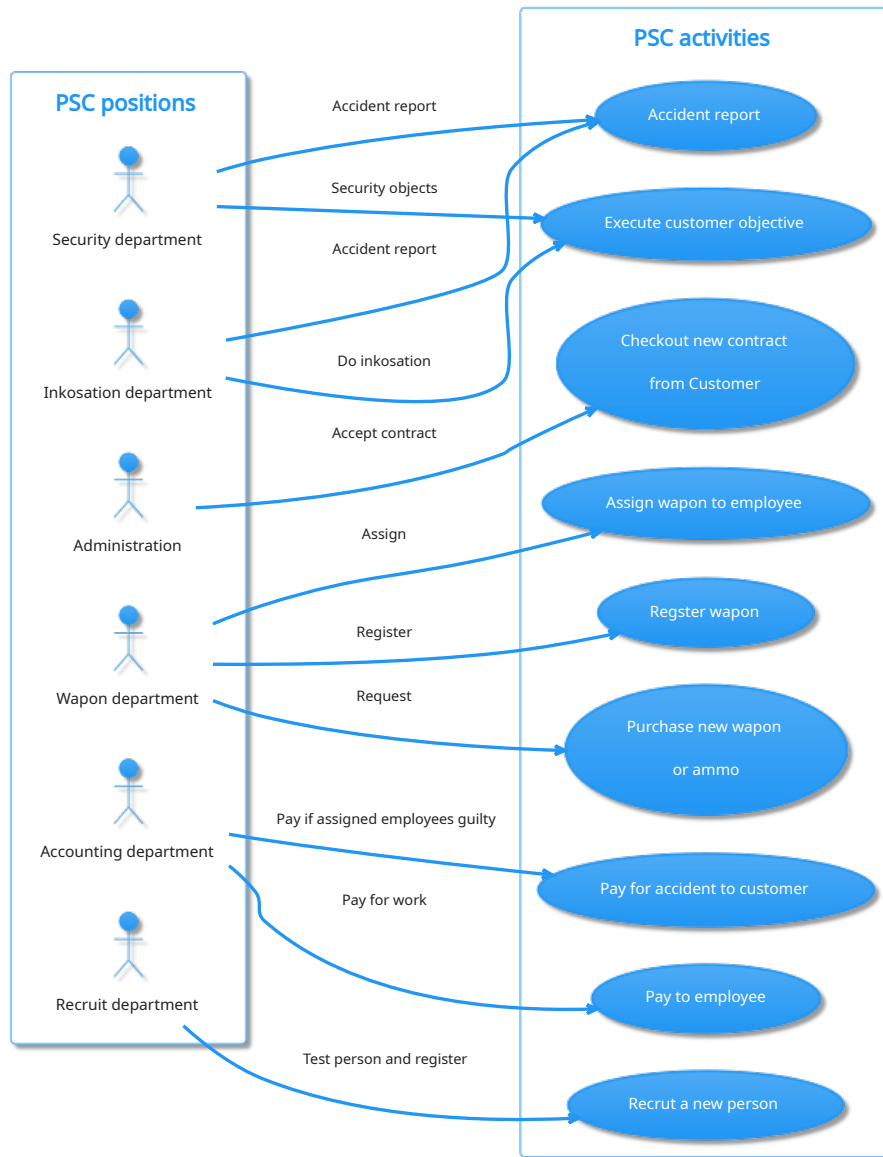 PSC activities
PSC positions
Accident report
Accident report
Security objects
Execute customer objective
Security department
Accident report
Checkout new contract
from Customer
Do inkosation
Inkosation department
Accept contract
Assign wapon to employee
Assign
Administration
Regster wapon
Register
Wapon department
Request
Purchase new wapon
or ammo
Pay if assigned employees guilty
Accounting department
Pay for accident to customer
Pay for work
Pay to employee
Recruit department
Test person and register
Recrut a new person